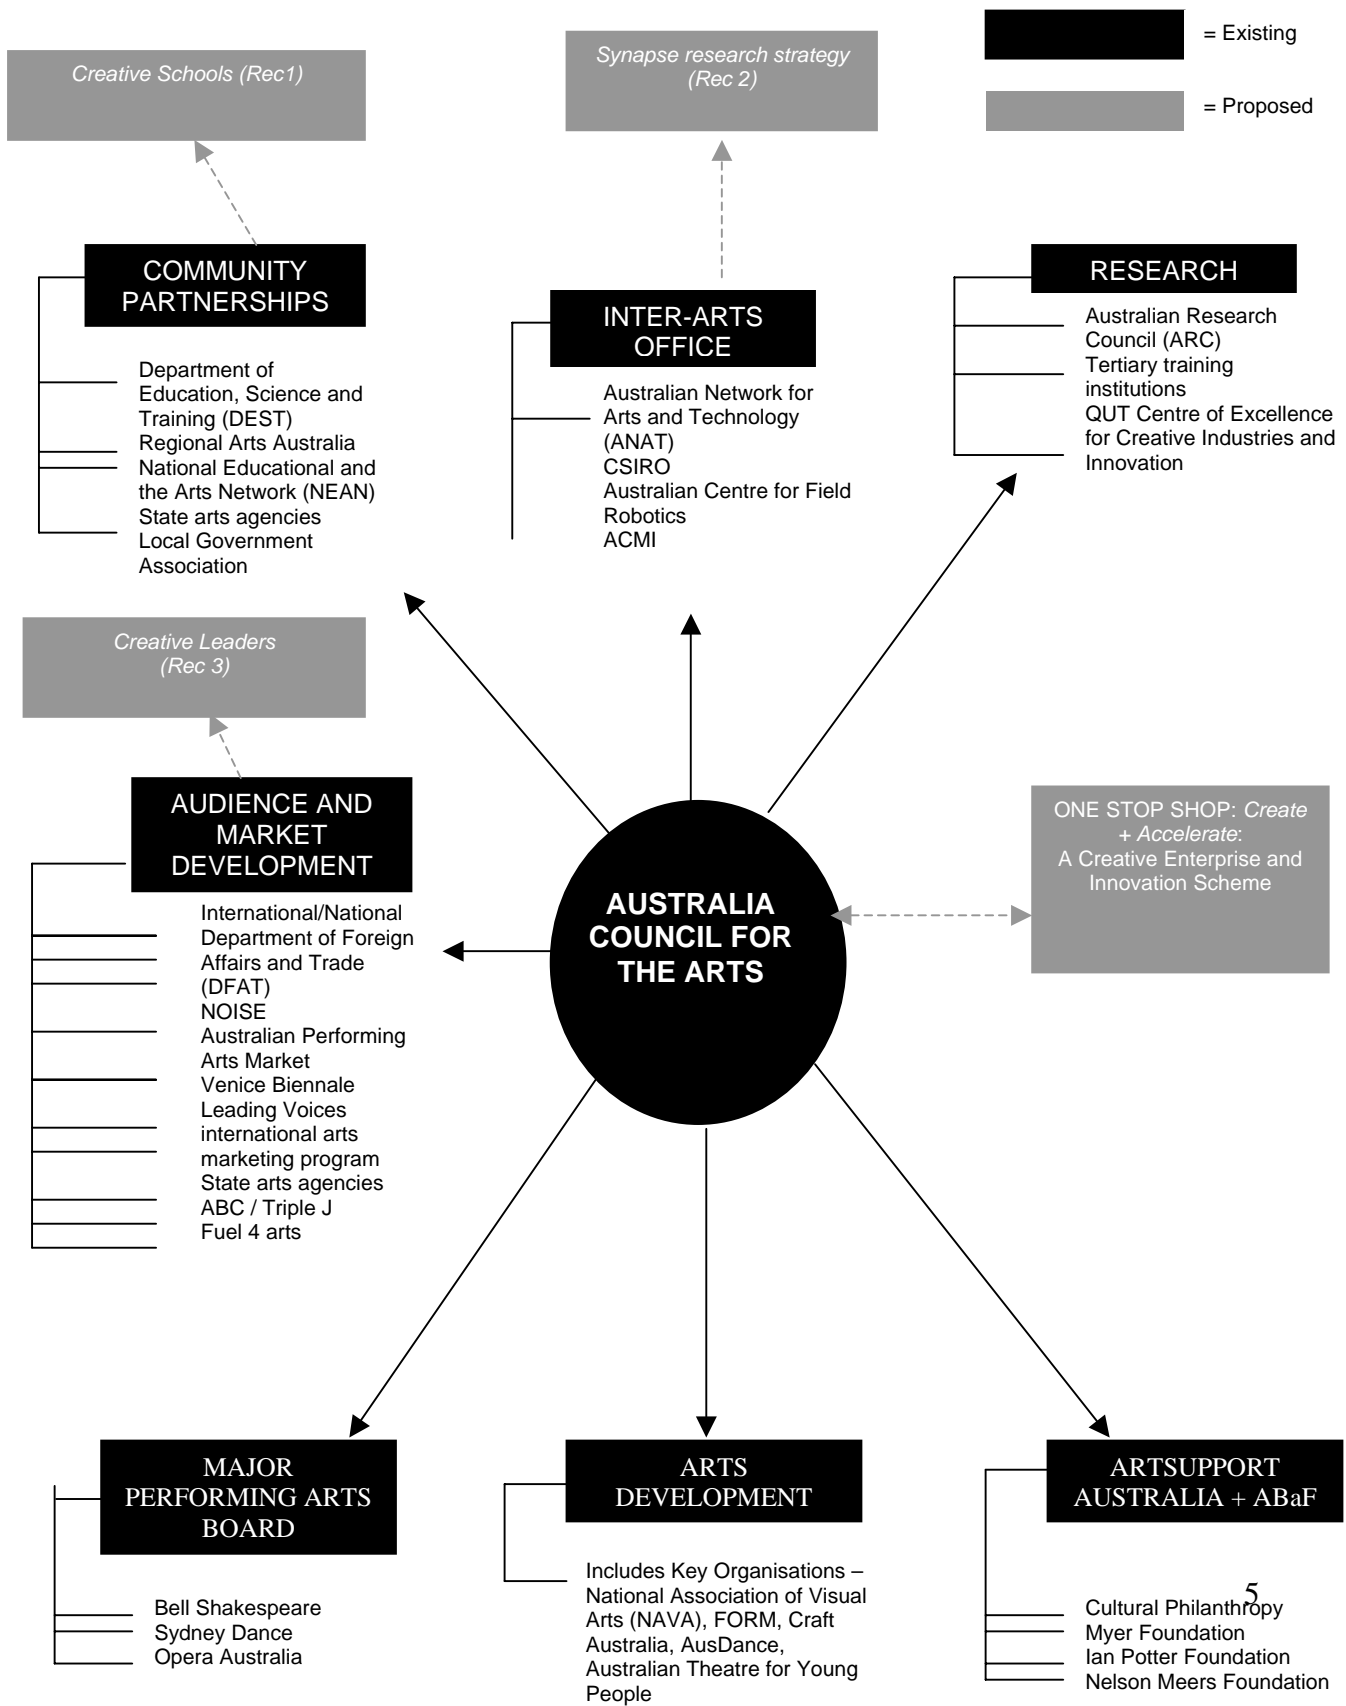 = Existing
= Proposed
Creative Schools (Rec1)
Synapse research strategy
(Rec 2)
COMMUNITY
PARTNERSHIPS
Department of
Education, Science and
Training (DEST)
Regional Arts Australia
National Educational and
the Arts Network (NEAN)
State arts agencies
Local Government
Association
INTER-ARTS
OFFICE
Australian Network for
Arts and Technology
(ANAT)
CSIRO
Australian Centre for Field
Robotics
ACMI
RESEARCH
Australian Research
Council (ARC)
Tertiary training
institutions
QUT Centre of Excellence
for Creative Industries and
Innovation
Creative Leaders
(Rec 3)
AUDIENCE AND
MARKET
DEVELOPMENT
International/National
Department of Foreign
Affairs and Trade
(DFAT)
NOISE
Australian Performing
Arts Market
Venice Biennale
Leading Voices
international arts
marketing program
State arts agencies
ABC / Triple J
Fuel 4 arts
AUSTRALIA
COUNCIL FOR
THE ARTS
ONE STOP SHOP: Create
+ Accelerate:
A Creative Enterprise and
Innovation Scheme
MAJOR
PERFORMING ARTS
BOARD
Bell Shakespeare
Sydney Dance
Opera Australia
ARTS
DEVELOPMENT
Includes Key Organisations –
National Association of Visual
Arts (NAVA), FORM, Craft
Australia, AusDance,
Australian Theatre for Young
People
ARTSUPPORT
AUSTRALIA + ABaF
Cultural Philanthropy
Myer Foundation
Ian Potter Foundation
Nelson Meers Foundation
5